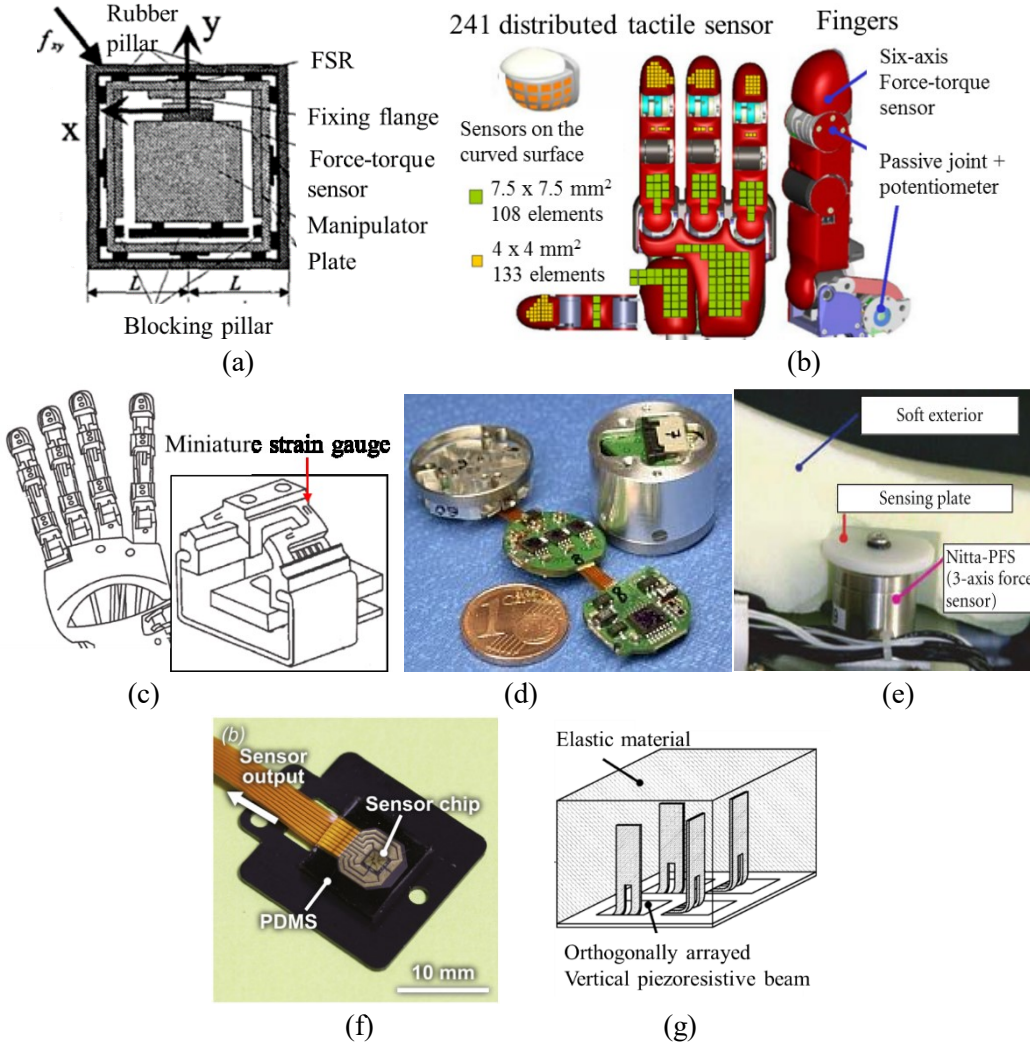 Rubber
pillar
f_xy
y
x
FSR
Fixing flange
Force-torque
sensor
Manipulator
Plate
L
L
Blocking pillar
(a)
241 distributed tactile sensor
Fingers
Sensors on the
curved surface
7.5 x 7.5 mm²
108 elements
4 x 4 mm²
133 elements
Six-axis
Force-torque
sensor
Passive joint +
potentiometer
(b)
Miniature strain gauge
(c)
8
1
(d)
Soft exterior
Sensing plate
Nitta-PFS
(3-axis force
sensor)
(e)
(b)
Sensor
output
Sensor chip
PDMS
10 mm
(f)
Elastic material
Orthogonally arrayed
Vertical piezoresistive beam
(g)